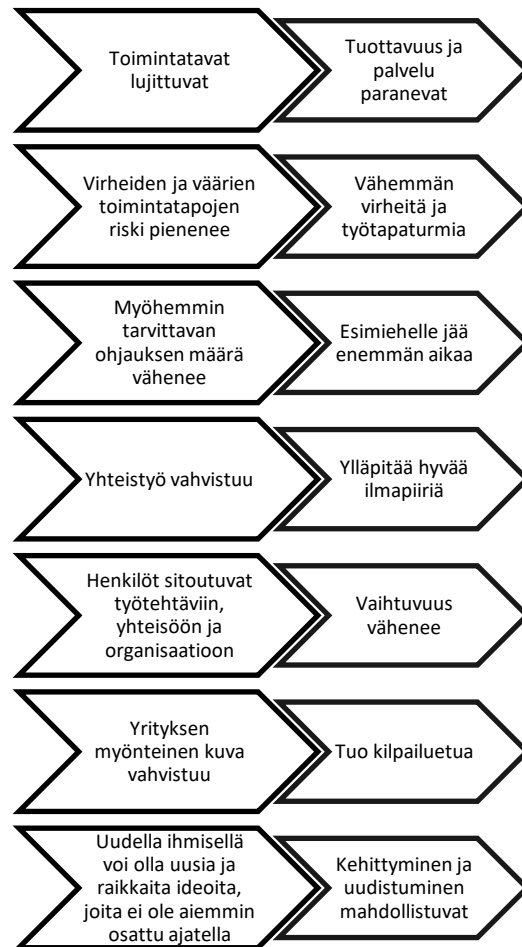 Toimintatavat
lujittuvat
Tuottavuus ja
palvelu
paranevat
Virheiden ja väärien
toimintatapojen
riski pienenee
Vähemmän
virheitä ja
työtapaturmia
Myöhemmin
tarvittavan
ohjauksen määrä
vähenee
Esimiehelle jää
enemmän aikaa
Yhteistyö vahvistuu
Ylläpitää hyvää
ilmapiiriä
Henkilöt sitoutuvat
työtehtäviin,
yhteisöön ja
organisaatioon
Vaihtuvuus
vähenee
Yrityksen
myönteinen kuva
vahvistuu
Tuo kilpailuetua
Uudella ihmisellä
voi olla uusia ja
raikkaita ideoita,
joita ei ole aiemmin
osattu ajatella
Kehittyminen ja
uudistuminen
mahdollistuvat